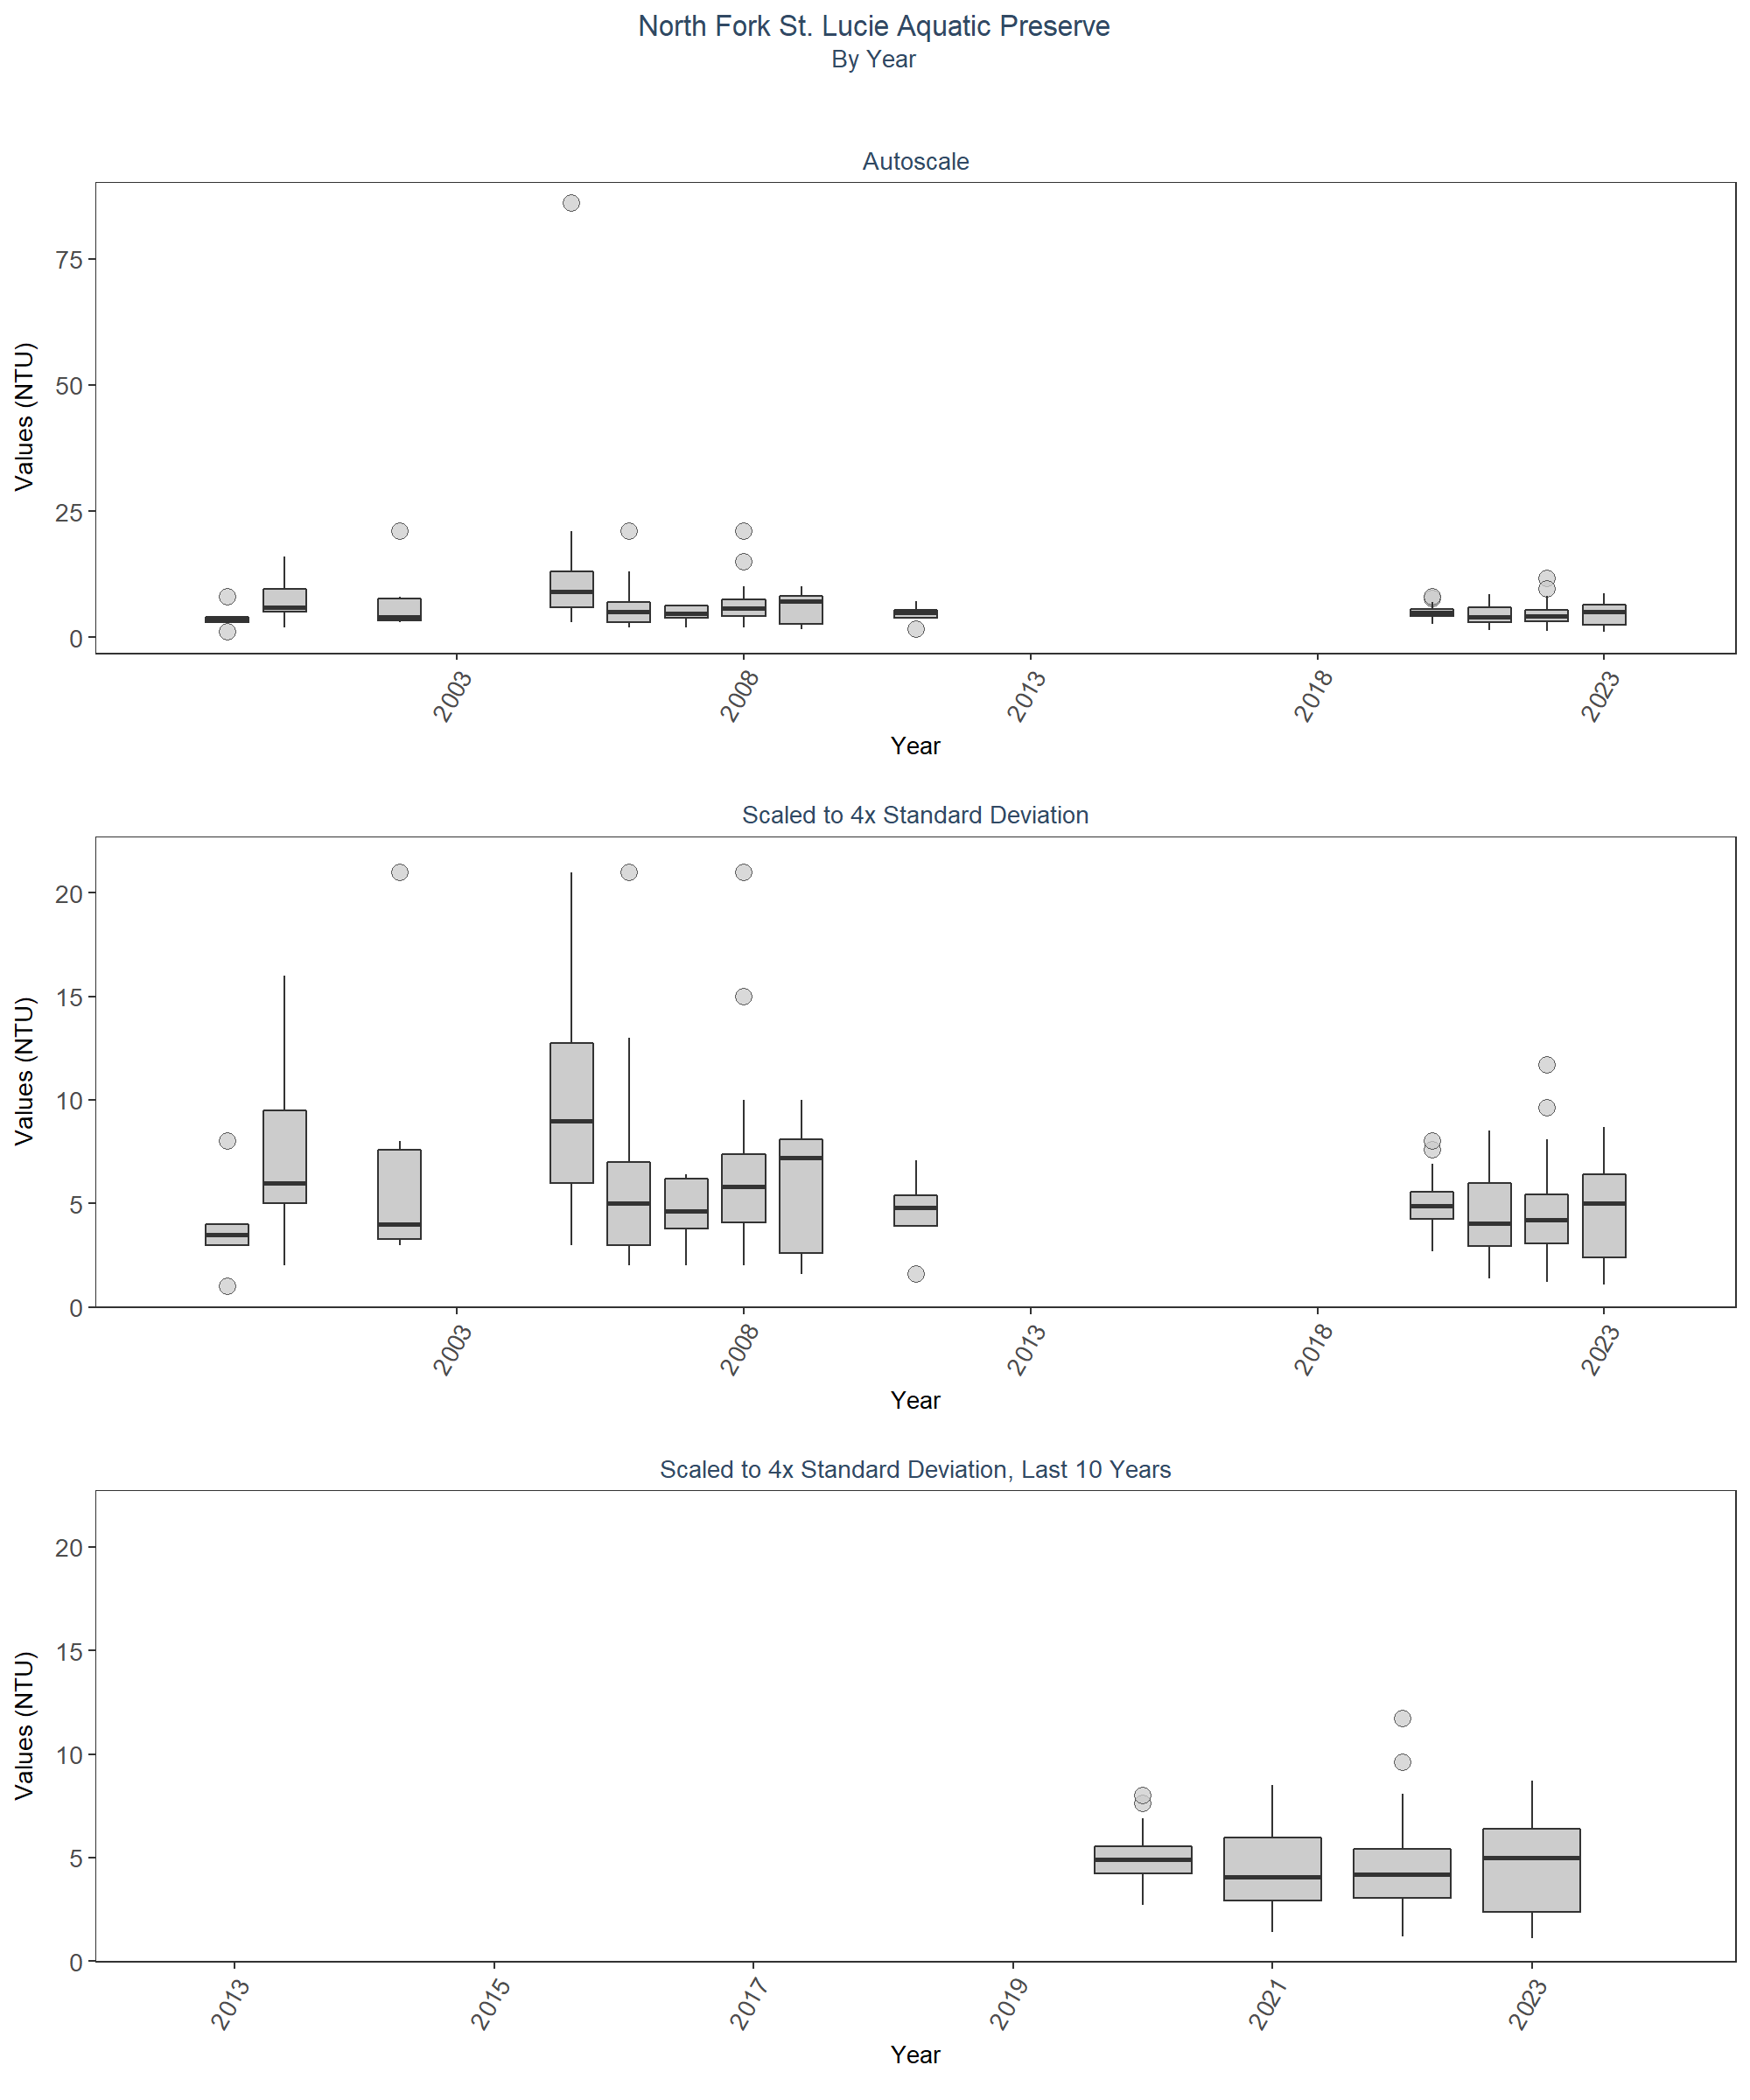 North Fork St. Lucie Aquatic Preserve
By Year
Autoscale
Values (NTU)
75
50
25
0
2003 2008 2013 2018 2023
Year
Scaled to 4x Standard Deviation
Values (NTU)
20
15
10
5
0
2003 2008 2013 2018 2023
Year
Scaled to 4x Standard Deviation, Last 10 Years
Values (NTU)
20
15
10
5
0
2013 2015 2017 2019 2021 2023
Year